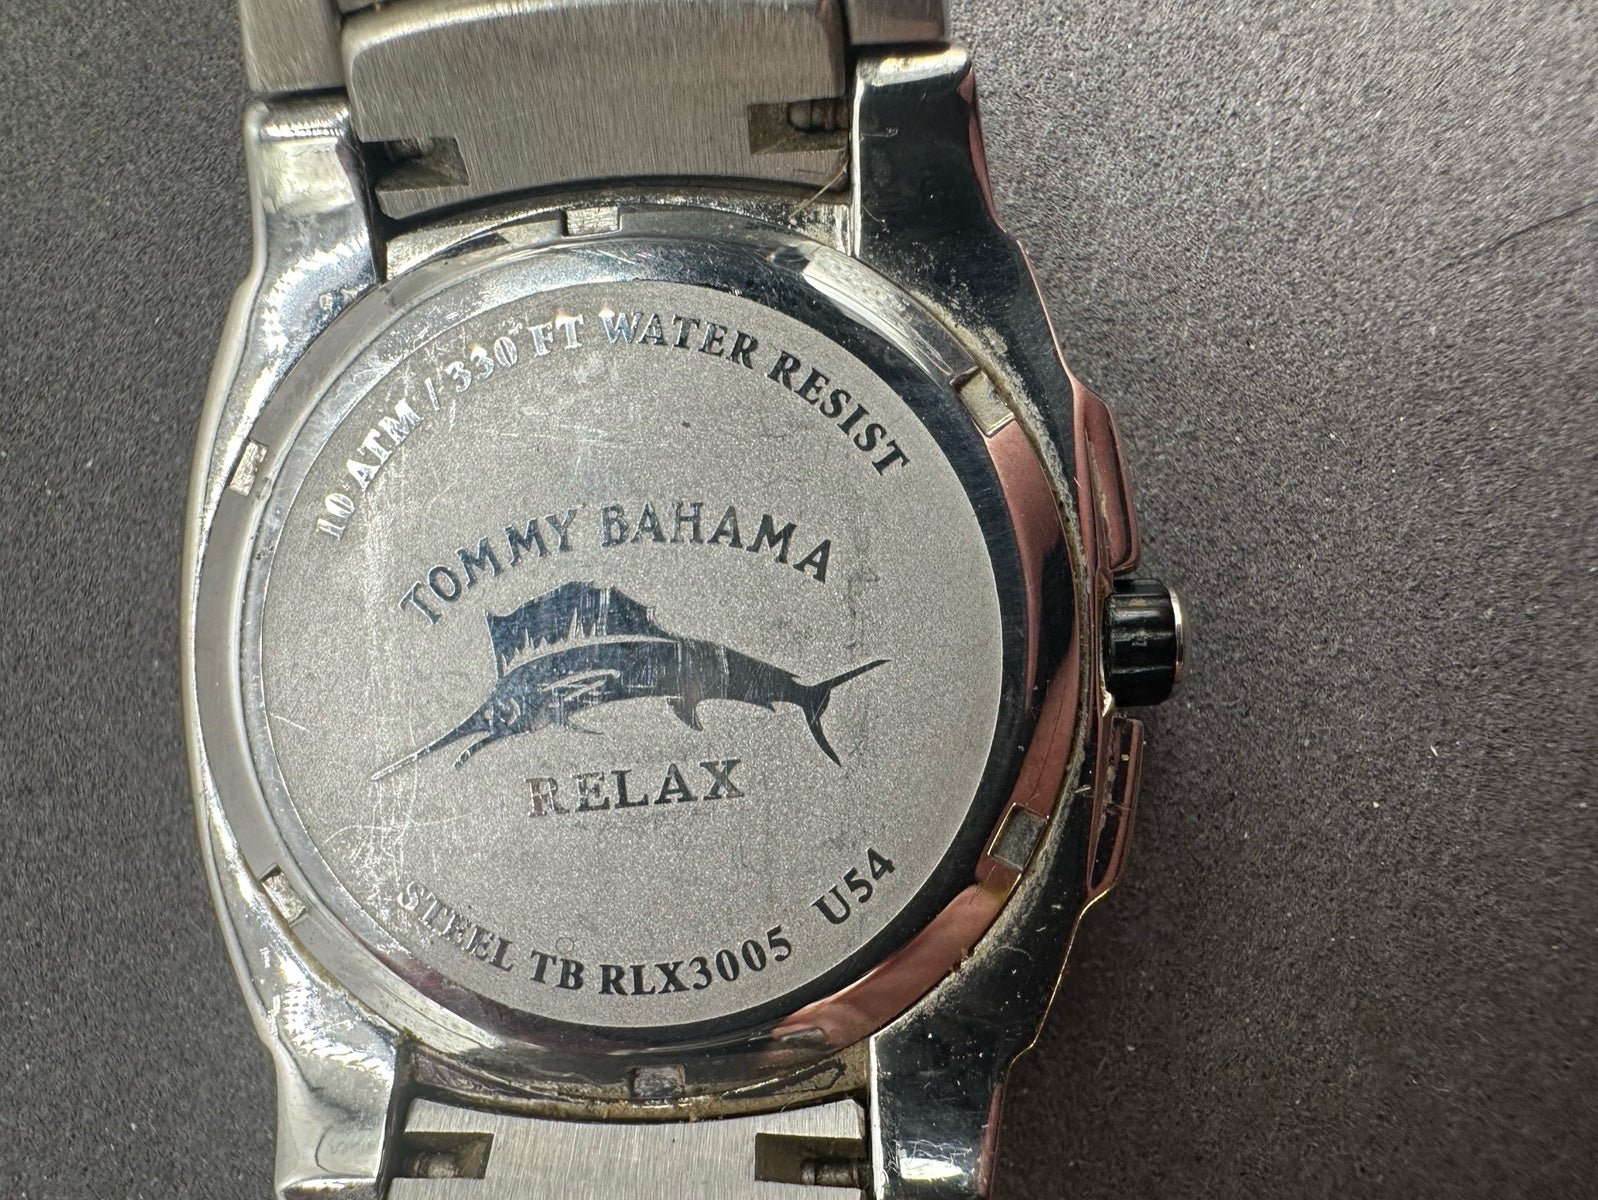 10 ATM / 330 FT WATER RESIST
TOMMY BAHAMA
RELAX
STEEL TB RLX3005 U54